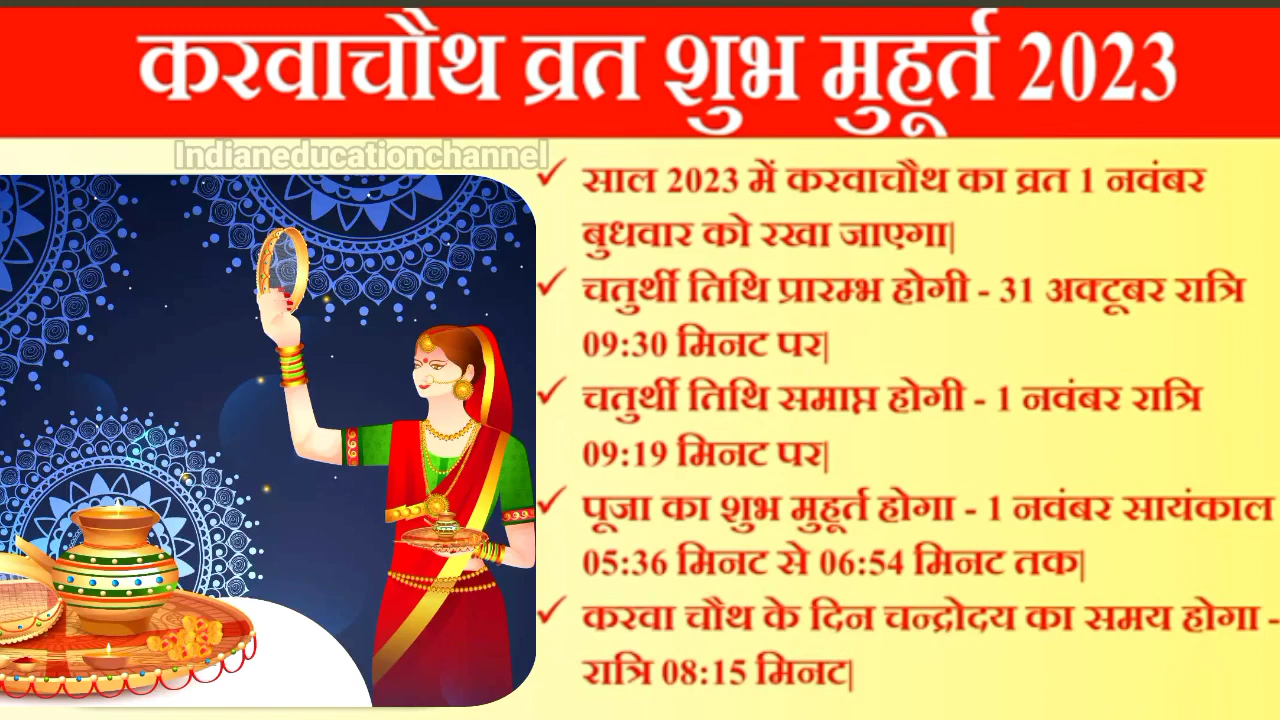 करवाचौथ व्रत शुभ मुहूर्त 2023
Indianeducationchannel
साल 2023 में करवाचौथ का व्रत 1 नवंबर
बुधवार को रखा जाएगा|
चतुर्थी तिथि प्रारम्भ होगी - 31 अक्टूबर रात्रि
09:30 मिनट पर|
चतुर्थी तिथि समाप्त होगी - 1 नवंबर रात्रि
09:19 मिनट पर|
पूजा का शुभ मुहूर्त होगा - 1 नवंबर सायंकाल
05:36 मिनट से 06:54 मिनट तक|
करवा चौथ के दिन चन्द्रोदय का समय होगा -
रात्रि 08:15 मिनट|